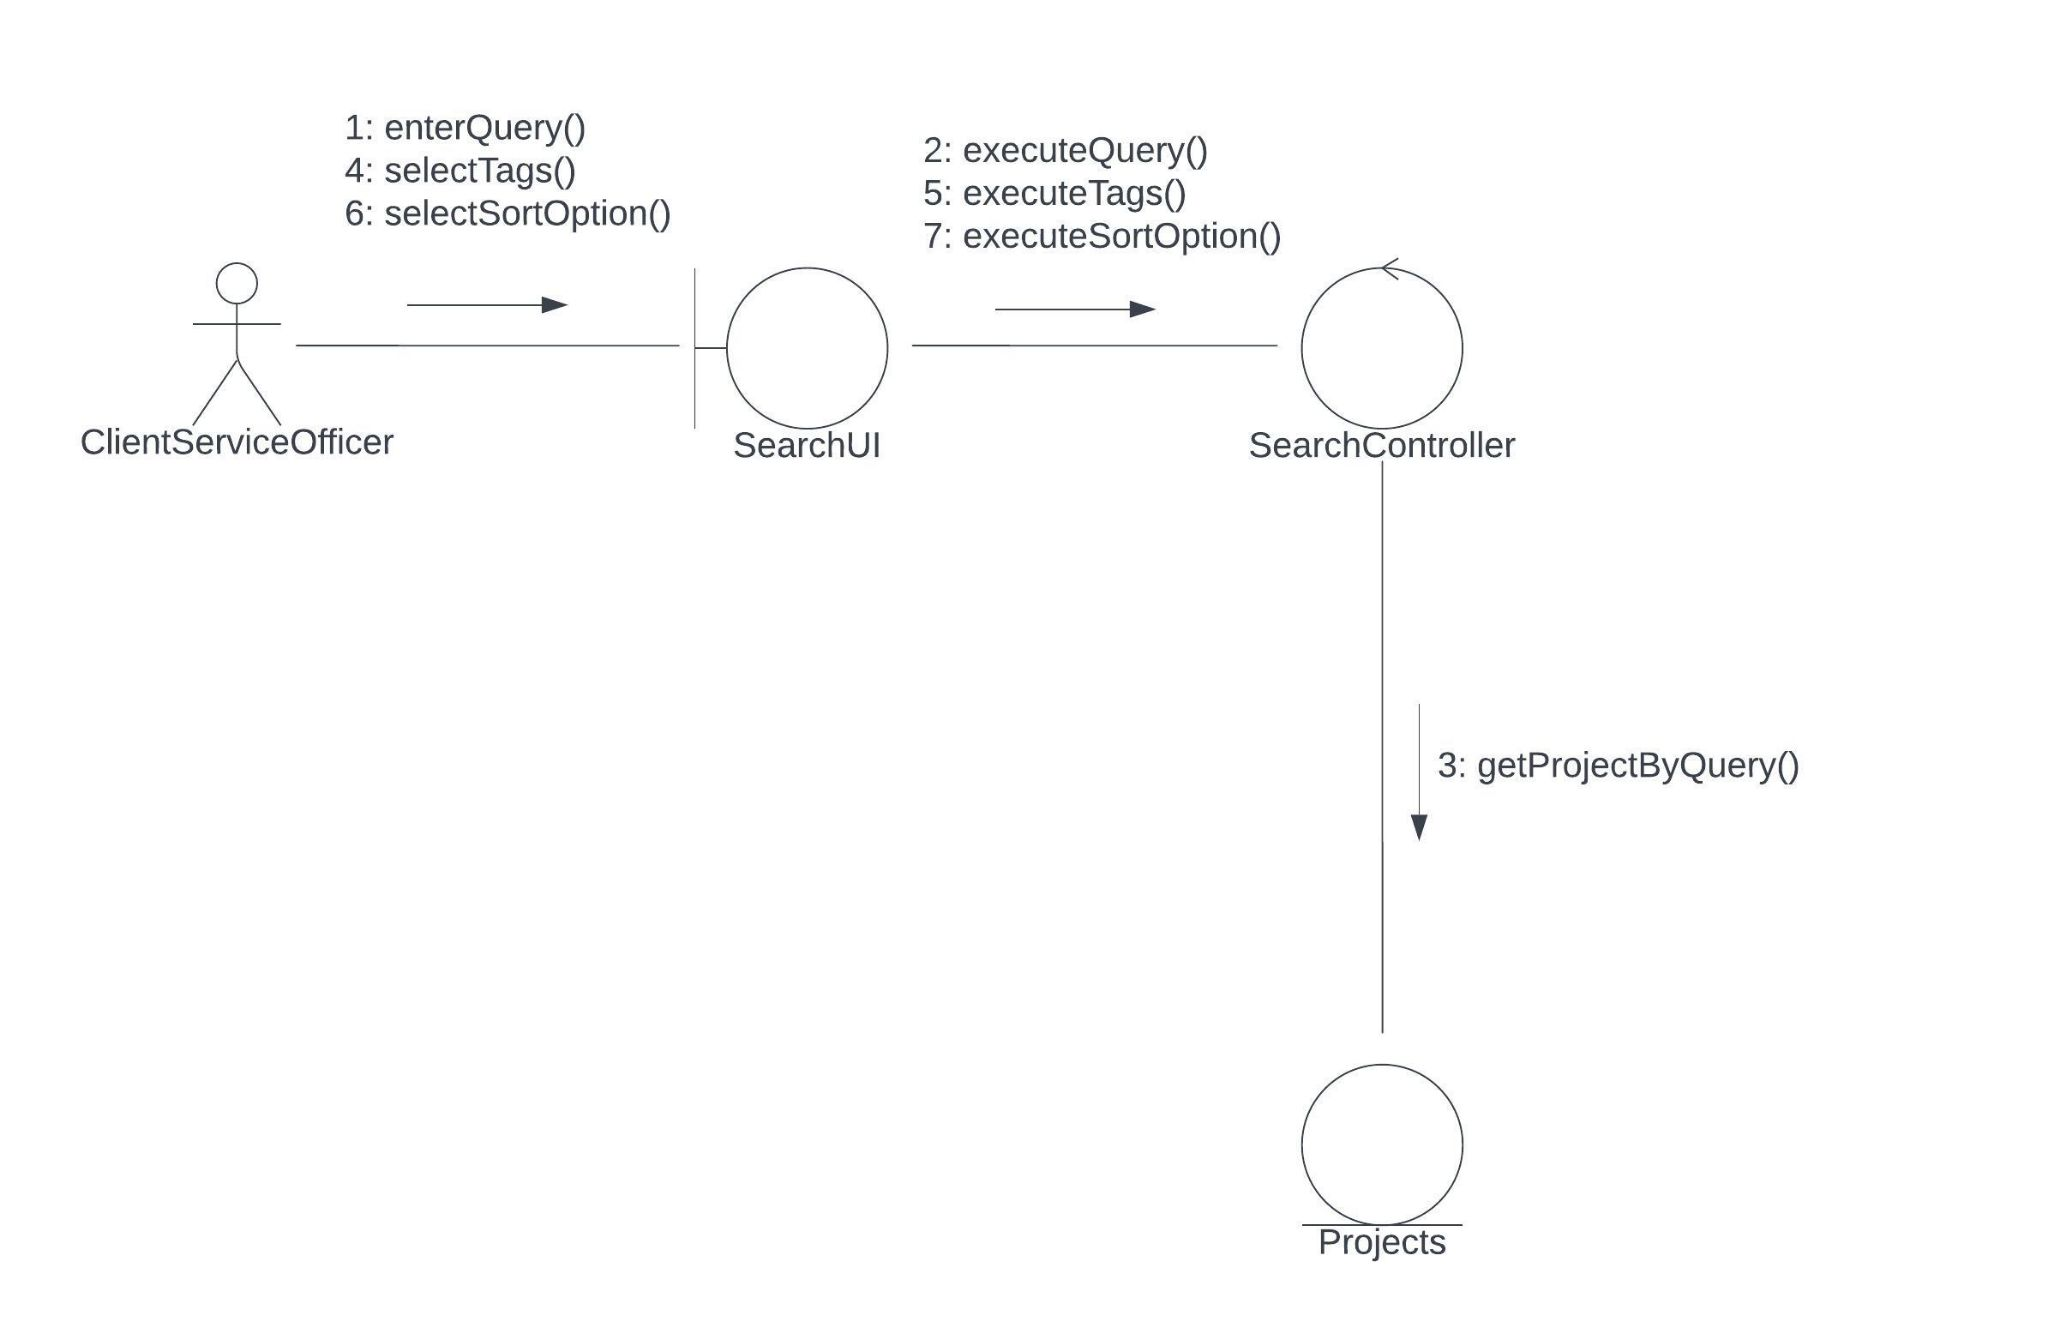 1: enterQuery()
4: selectTags()
6: selectSortOption()
2: executeQuery()
5: executeTags()
7: executeSortOption()
ClientServiceOfficer
SearchUI
SearchController
3: getProjectByQuery()
Projects